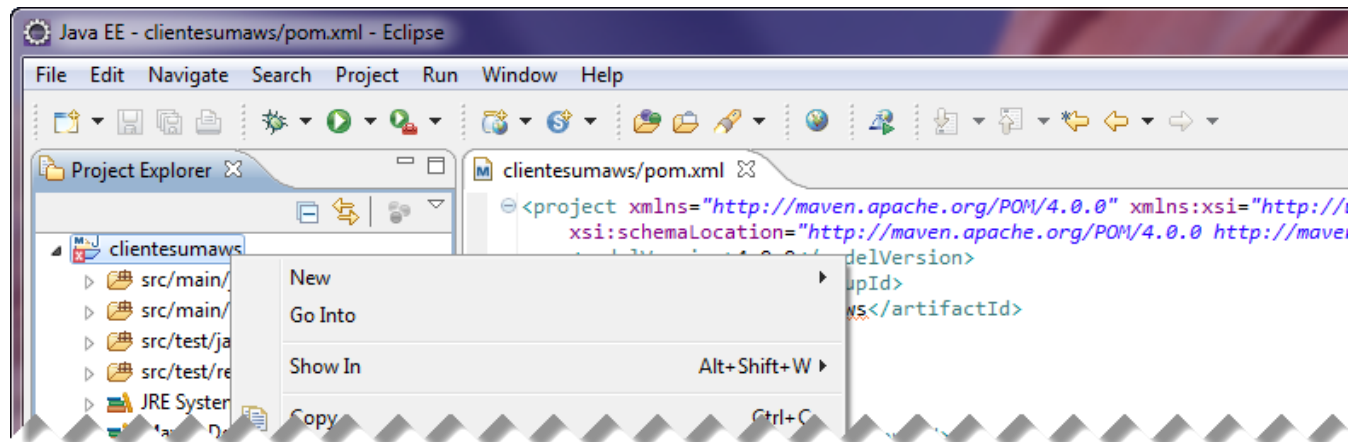 Java EE - clientesumaws/pom.xml - Eclipse
File Edit Navigate Search Project Run Window Help
Project Explorer
clientesumaws/pom.xml
<project xmlns="http://maven.apache.org/POM/4.0.0" xmlns:xsi="http://
xsi:schemaLocation="http://maven.apache.org/POM/4.0.0 http://maven
clientesumaws
delVersion>
src/main/
New
upId>
src/main/
Go Into
ws</artifactId>
src/test/ja
src/test/re
Show In Alt+Shift+W
JRE System
Copy Ctrl+C